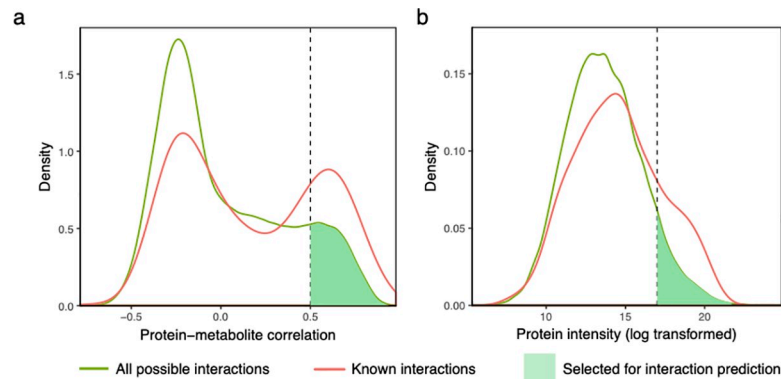 a
b
1.5
1.0
0.5
0.0
Density
-0.5
0.0
0.5
Protein-metabolite correlation
0.15
0.10
0.05
0.00
Density
10
15
20
Protein intensity (log transformed)
All possible interactions
Known interactions
Selected for interaction prediction